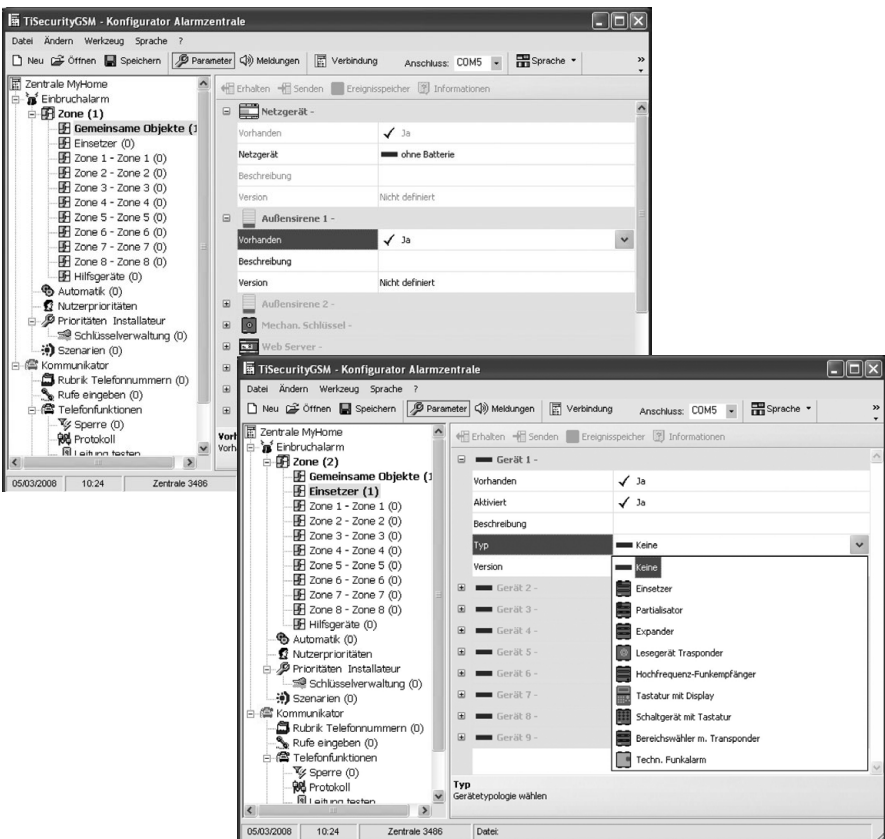 TiSecurityGSM - Konfigurator Alarmzentrale
Datei Ändern Werkzeug Sprache ?
Neu Öffnen Speichern Parameter Meldungen Verbindung Anschluss: COM5 Sprache »
Zentrale MyHome
Einbruchalarm
Zone (1)
Gemeinsame Objekte (1
Einsetzer (0)
Zone 1 - Zone 1 (0)
Zone 2 - Zone 2 (0)
Zone 3 - Zone 3 (0)
Zone 4 - Zone 4 (0)
Zone 5 - Zone 5 (0)
Zone 6 - Zone 6 (0)
Zone 7 - Zone 7 (0)
Zone 8 - Zone 8 (0)
Hilfsgeräte (0)
Automatik (0)
Nutzerprioritäten
Prioritäten Installateur
Schlüsselverwaltung (0)
Szenarien (0)
Kommunikator
Rubrik Telefonnummern (0)
Rufe eingeben (0)
Telefonfunktionen
Sperre (0)
Protokoll
Leitung testen
Erhalten Senden Ereignisspeicher Informationen
Netzgerät -
Vorhanden Ja
Netzgerät ohne Batterie
Beschreibung
Version Nicht definiert
Außensirene 1 -
Vorhanden Ja
Beschreibung
Version Nicht definiert
Außensirene 2 -
Mechan. Schlüssel -
Web Server -
Vorh
Vorh
05/03/2008 10:24 Zentrale 3486
TiSecurityGSM - Konfigurator Alarmzentrale
Datei Ändern Werkzeug Sprache ?
Neu Öffnen Speichern Parameter Meldungen Verbindung Anschluss: COM5 Sprache »
Zentrale MyHome
Einbruchalarm
Zone (2)
Gemeinsame Objekte (1
Einsetzer (1)
Zone 1 - Zone 1 (0)
Zone 2 - Zone 2 (0)
Zone 3 - Zone 3 (0)
Zone 4 - Zone 4 (0)
Zone 5 - Zone 5 (0)
Zone 6 - Zone 6 (0)
Zone 7 - Zone 7 (0)
Zone 8 - Zone 8 (0)
Hilfsgeräte (0)
Automatik (0)
Nutzerprioritäten
Prioritäten Installateur
Schlüsselverwaltung (0)
Szenarien (0)
Kommunikator
Rubrik Telefonnummern (0)
Rufe eingeben (0)
Telefonfunktionen
Sperre (0)
Protokoll
Leitung testen
Erhalten Senden Ereignisspeicher Informationen
Gerät 1 -
Vorhanden Ja
Aktiviert Ja
Beschreibung
Typ Keine
Version
Keine
Einsetzer
Partialisator
Expander
Lesegerät Trasponder
Hochfrequenz-Funkempfänger
Tastatur mit Display
Schaltgerät mit Tastatur
Bereichswähler m. Transponder
Techn. Funkalarm
Gerät 2 -
Gerät 3 -
Gerät 4 -
Gerät 5 -
Gerät 6 -
Gerät 7 -
Gerät 8 -
Gerät 9 -
Typ
Gerätetypologie wählen
05/03/2008 10:24 Zentrale 3486 Datei: